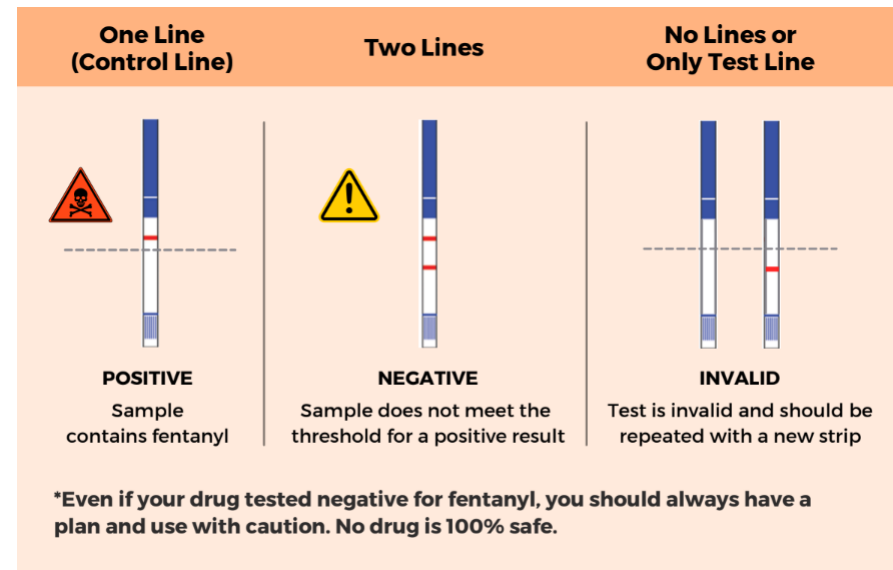 One Line
(Control Line)
Two Lines
No Lines or
Only Test Line
POSITIVE
Sample
contains fentanyl
NEGATIVE
Sample does not meet the
threshold for a positive result
INVALID
Test is invalid and should be
repeated with a new strip
*Even if your drug tested negative for fentanyl, you should always have a
plan and use with caution. No drug is 100% safe.